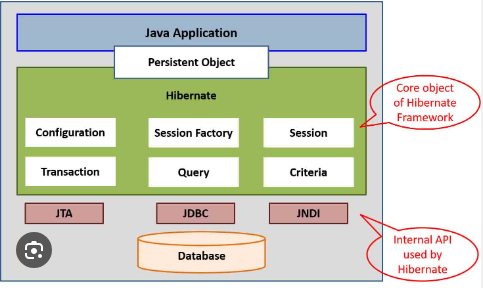 Java Application
Persistent Object
Hibernate
Core object
of Hibernate
Framework
Configuration
Session Factory
Session
Transaction
Query
Criteria
JTA
JDBC
JNDI
Internal API
used by
Hibernate
Database